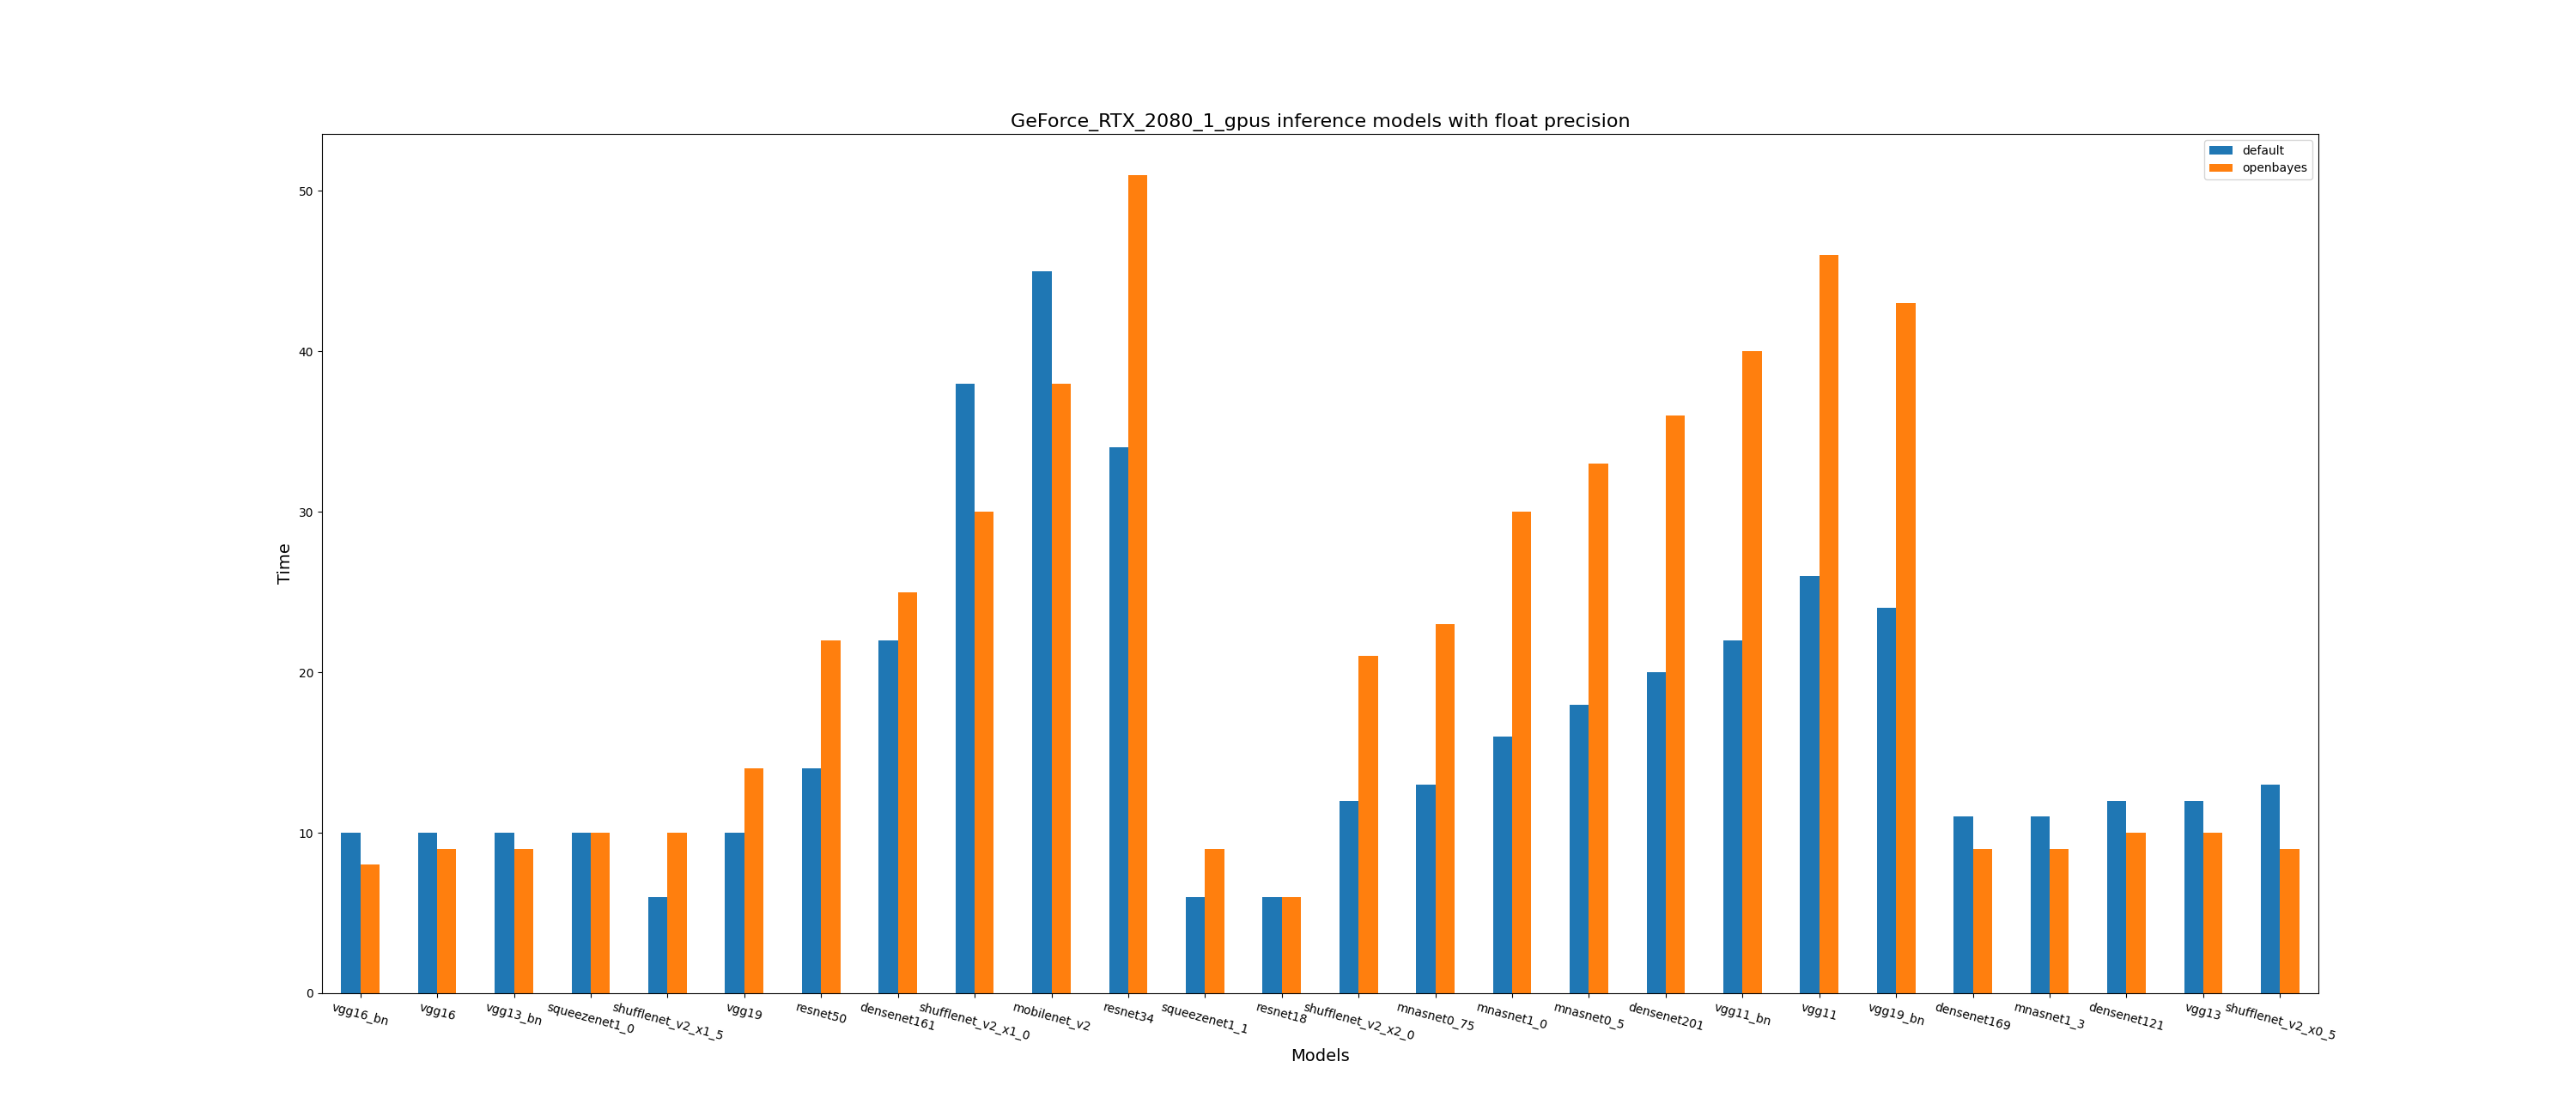 GeForce_RTX_2080_1_gpus inference models with float precision
default
openbayes
50
40
30
20
10
0
Time
vgg16_bn
vgg16
vgg13_bn
squeezenet1_0
shufflenet_v2_x1_5
vgg19
resnet50
densenet161
shufflenet_v2_x1_0
mobilenet_v2
resnet34
squeezenet1_1
resnet18
shufflenet_v2_x2_0
mnasnet0_75
mnasnet1_0
mnasnet0_5
densenet201
vgg11_bn
vgg11
vgg19_bn
densenet169
mnasnet1_3
densenet121
vgg13
shufflenet_v2_x0_5
Models